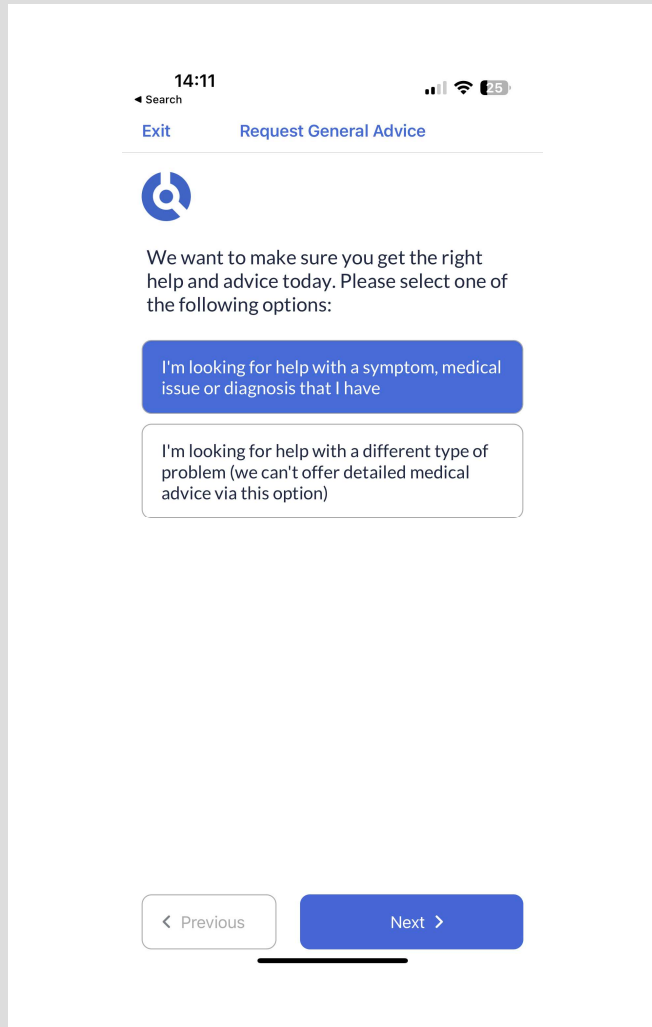 14:11
◄ Search
25
Exit
Request General Advice
We want to make sure you get the right
help and advice today. Please select one of
the following options:
I'm looking for help with a symptom, medical
issue or diagnosis that I have
I'm looking for help with a different type of
problem (we can't offer detailed medical
advice via this option)
Previous
Next